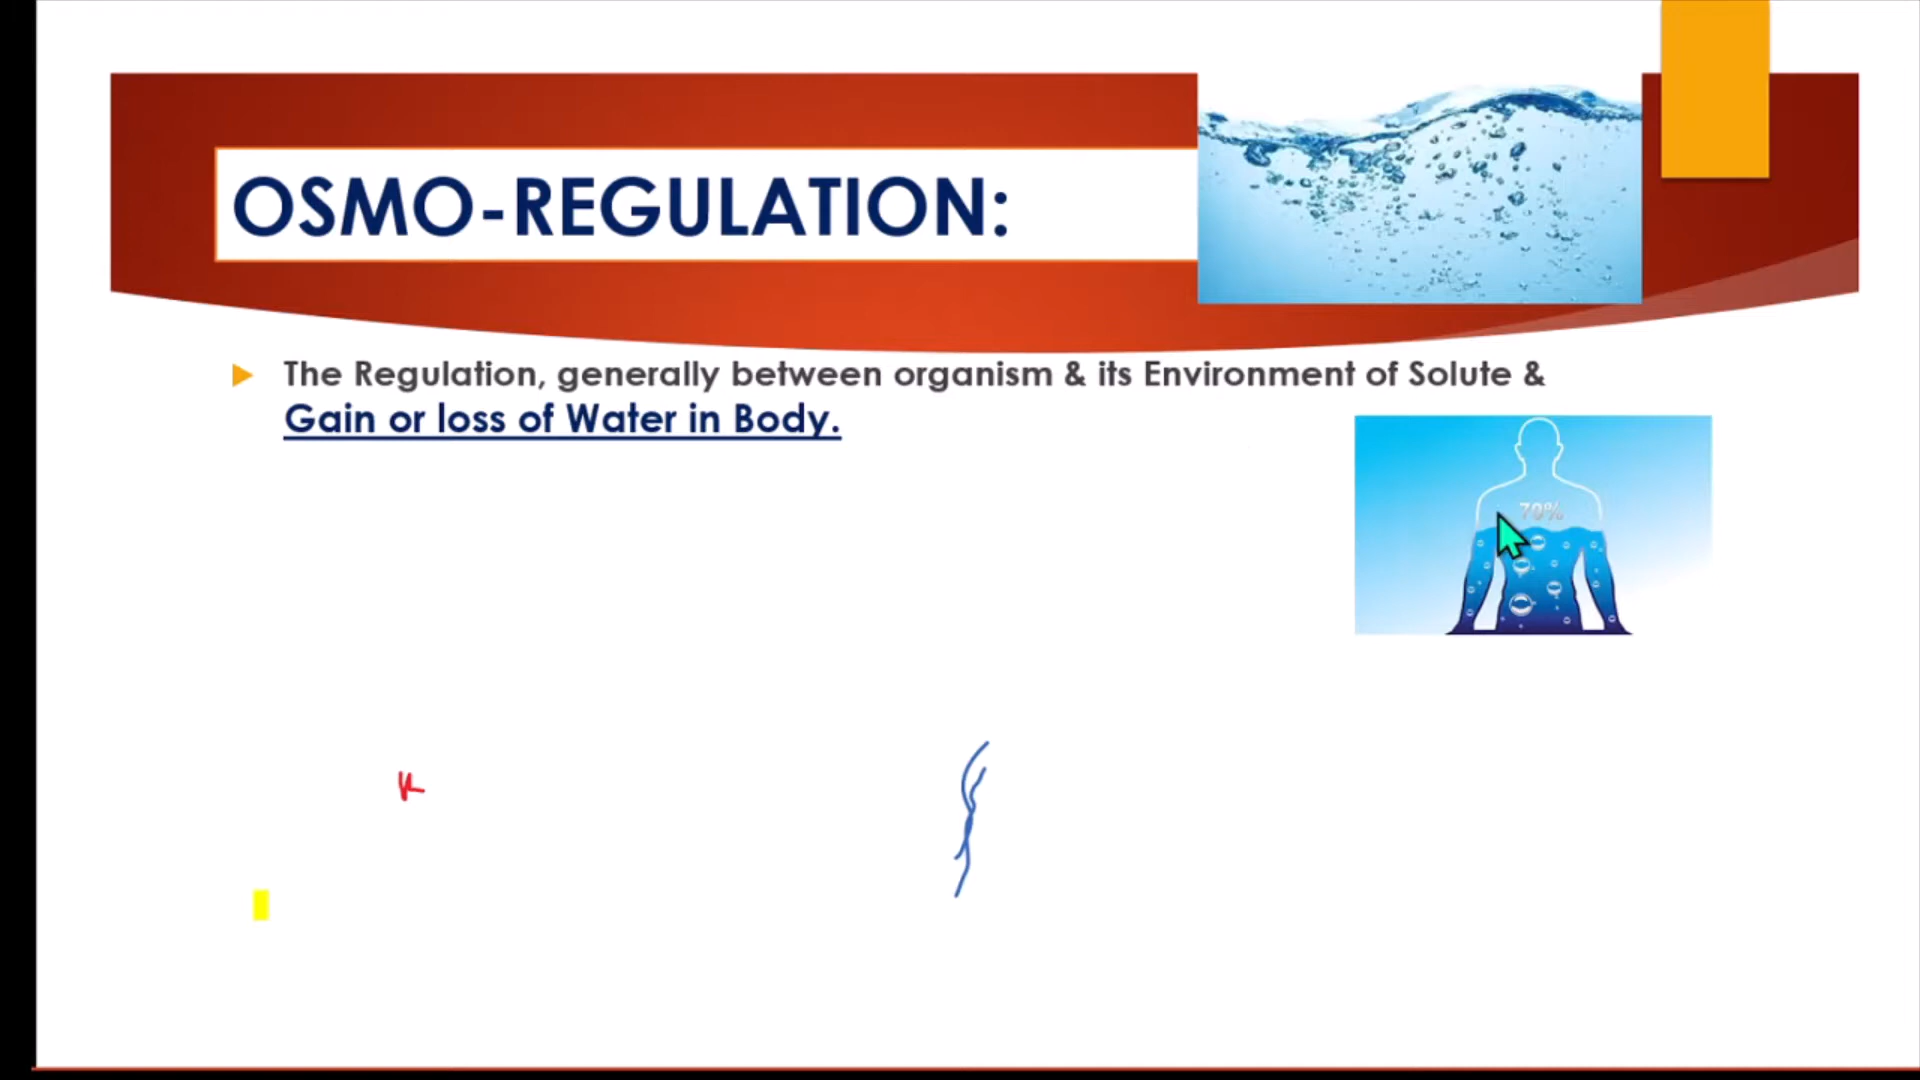 OSMO-REGULATION:
The Regulation, generally between organism & its Environment of Solute &
Gain or loss of Water in Body.
70%